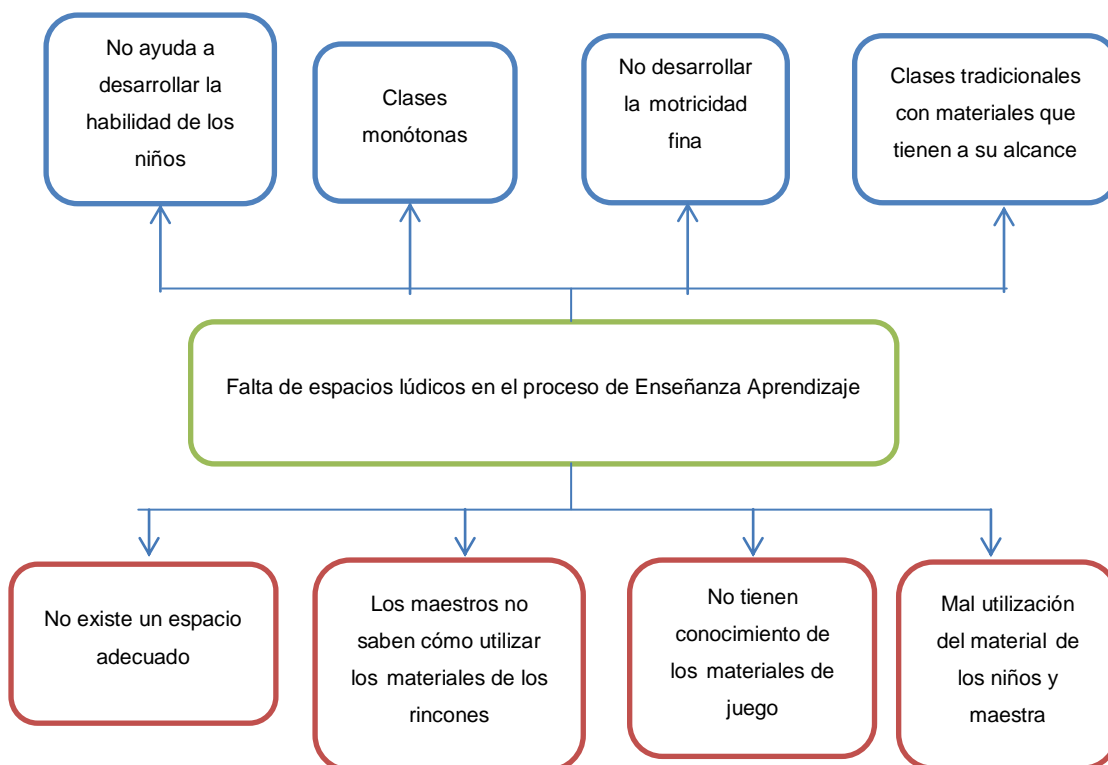 No ayuda a
desarrollar la
habilidad de los
niños
Clases
monótonas
No desarrollar
la motricidad
fina
Clases tradicionales
con materiales que
tienen a su alcance
Falta de espacios lúdicos en el proceso de Enseñanza Aprendizaje
No existe un espacio
adecuado
Los maestros no
saben cómo utilizar
los materiales de los
rincones
No tienen
conocimiento de
los materiales de
juego
Mal utilización
del material de
los niños y
maestra